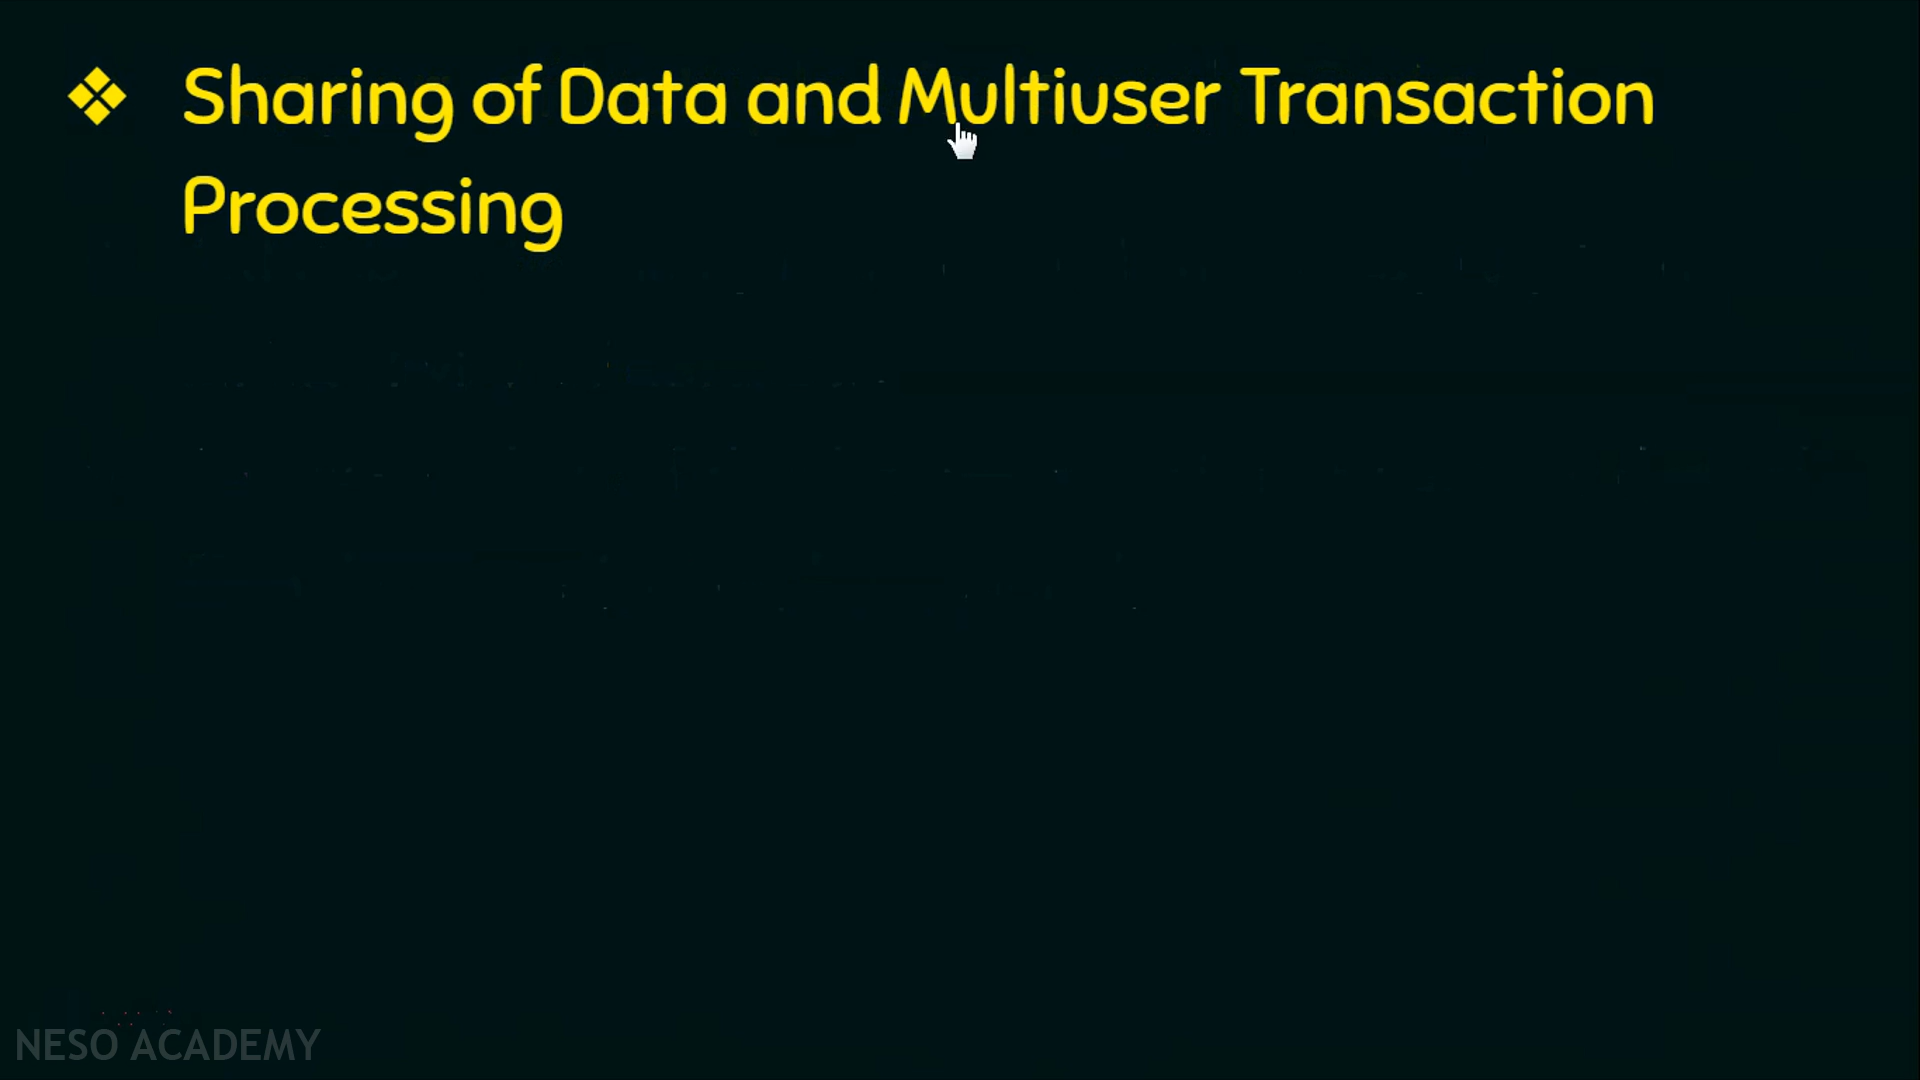 ❖ Sharing of Data and Multiuser Transaction
Processing
NESO ACADEMY